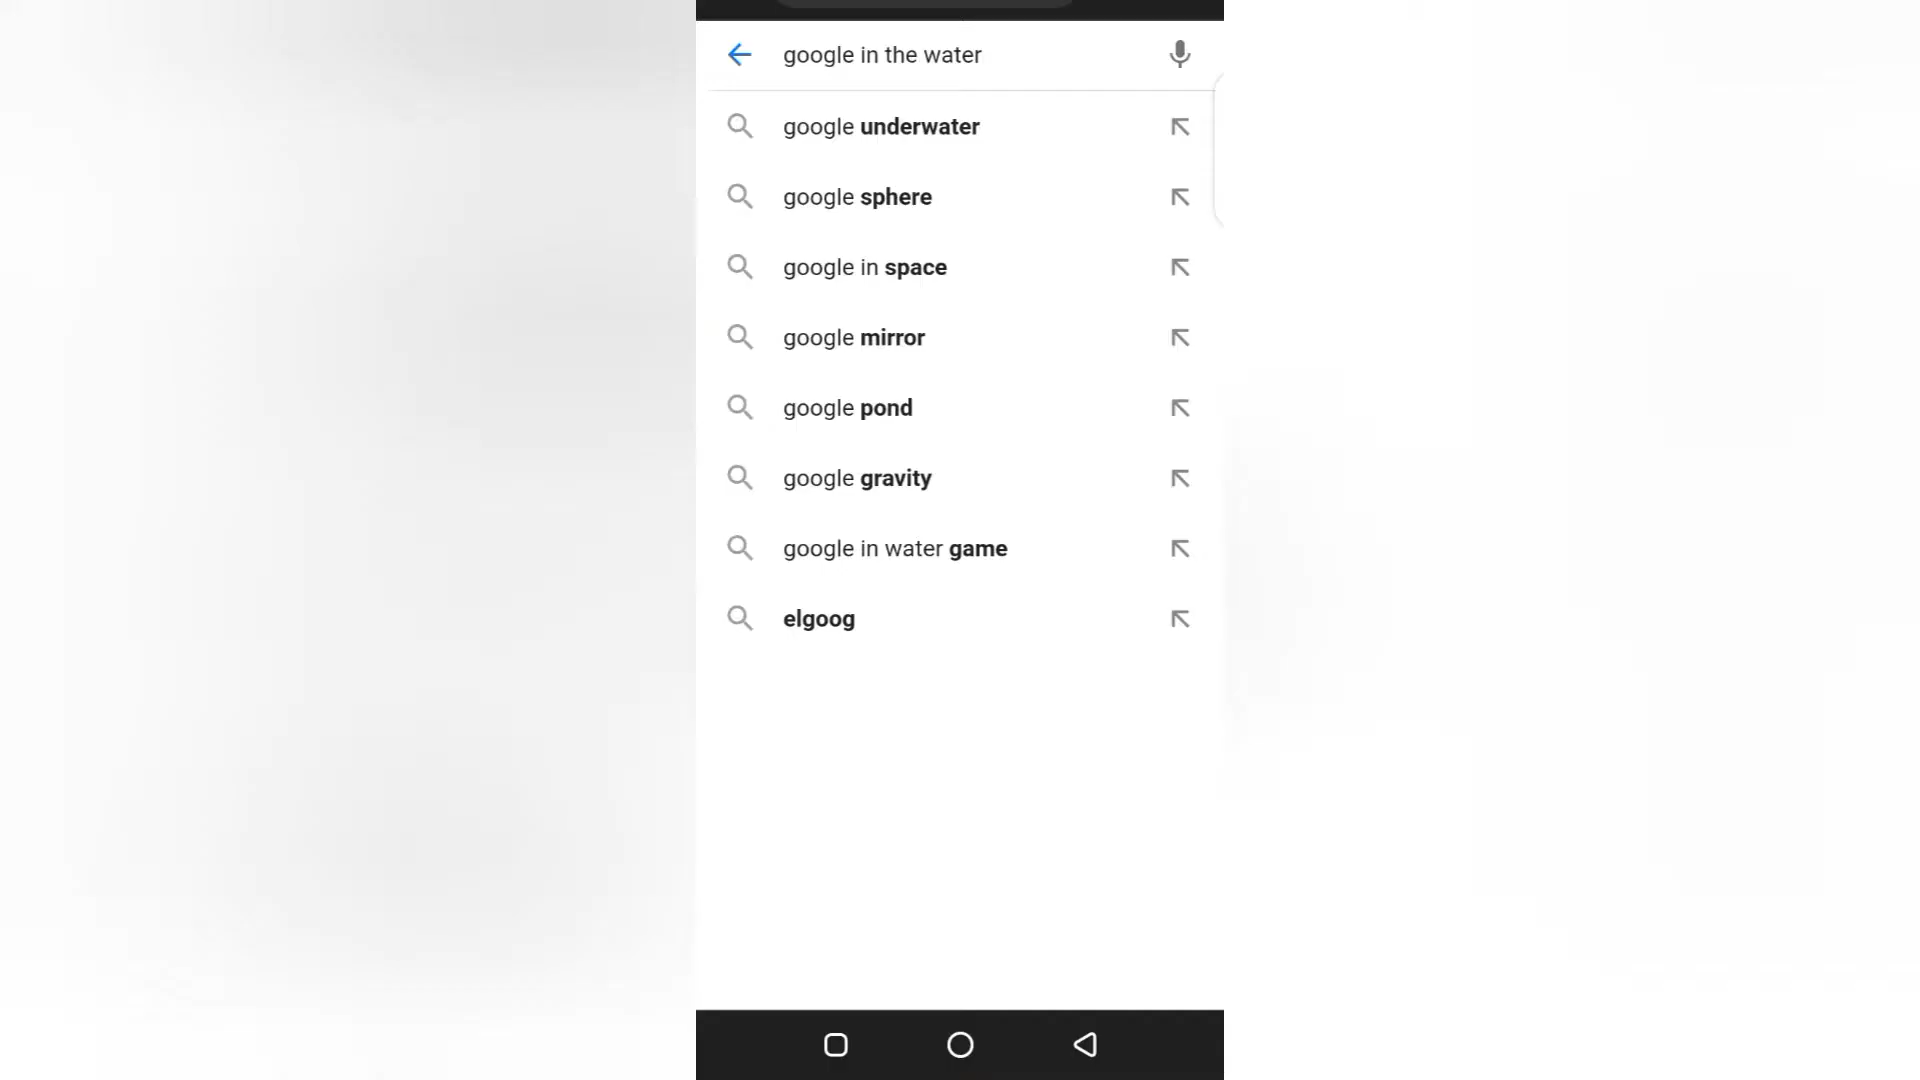 google in the water
google underwater
google sphere
google in space
google mirror
google pond
google gravity
google in water game
elgoog